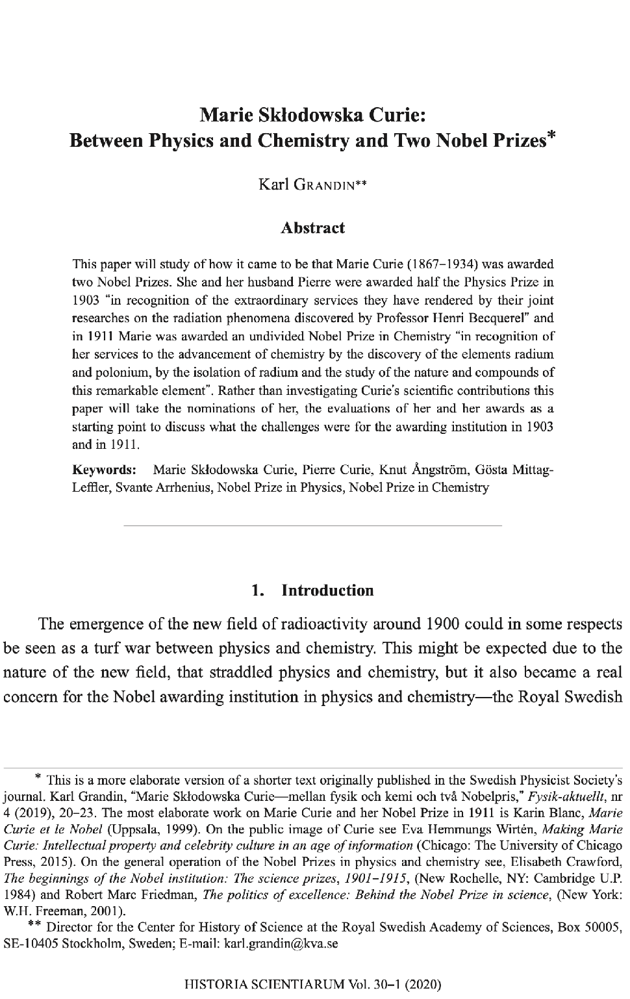 Marie Skłodowska Curie:
Between Physics and Chemistry and Two Nobel Prizes*
Karl GRANDIN**
Abstract
This paper will study of how it came to be that Marie Curie (1867–1934) was awarded
two Nobel Prizes. She and her husband Pierre were awarded half the Physics Prize in
1903 “in recognition of the extraordinary services they have rendered by their joint
researches on the radiation phenomena discovered by Professor Henri Becquerel” and
in 1911 Marie was awarded an undivided Nobel Prize in Chemistry “in recognition of
her services to the advancement of chemistry by the discovery of the elements radium
and polonium, by the isolation of radium and the study of the nature and compounds of
this remarkable element”. Rather than investigating Curie’s scientific contributions this
paper will take the nominations of her, the evaluations of her and her awards as a
starting point to discuss what the challenges were for the awarding institution in 1903
and in 1911.
Keywords: Marie Skłodowska Curie, Pierre Curie, Knut Ångström, Gösta Mittag-
Leffler, Svante Arrhenius, Nobel Prize in Physics, Nobel Prize in Chemistry
1. Introduction
The emergence of the new field of radioactivity around 1900 could in some respects
be seen as a turf war between physics and chemistry. This might be expected due to the
nature of the new field, that straddled physics and chemistry, but it also became a real
concern for the Nobel awarding institution in physics and chemistry—the Royal Swedish
* This is a more elaborate version of a shorter text originally published in the Swedish Physicist Society’s
journal. Karl Grandin, “Marie Skłodowska Curie—mellan fysik och kemi och två Nobelpris,” Fysik-aktuellt, nr
4 (2019), 20–23. The most elaborate work on Marie Curie and her Nobel Prize in 1911 is Karin Blanc, Marie
Curie et le Nobel (Uppsala, 1999). On the public image of Curie see Eva Hemmungs Wirtén, Making Marie
Curie: Intellectual property and celebrity culture in an age of information (Chicago: The University of Chicago
Press, 2015). On the general operation of the Nobel Prizes in physics and chemistry see, Elisabeth Crawford,
The beginnings of the Nobel institution: The science prizes, 1901–1915, (New Rochelle, NY: Cambridge U.P.
1984) and Robert Marc Friedman, The politics of excellence: Behind the Nobel Prize in science, (New York:
W.H. Freeman, 2001).
** Director for the Center for History of Science at the Royal Swedish Academy of Sciences, Box 50005,
SE-10405 Stockholm, Sweden; E-mail: karl.grandin@kva.se
HISTORIA SCIENTIARUM Vol. 30–1 (2020)